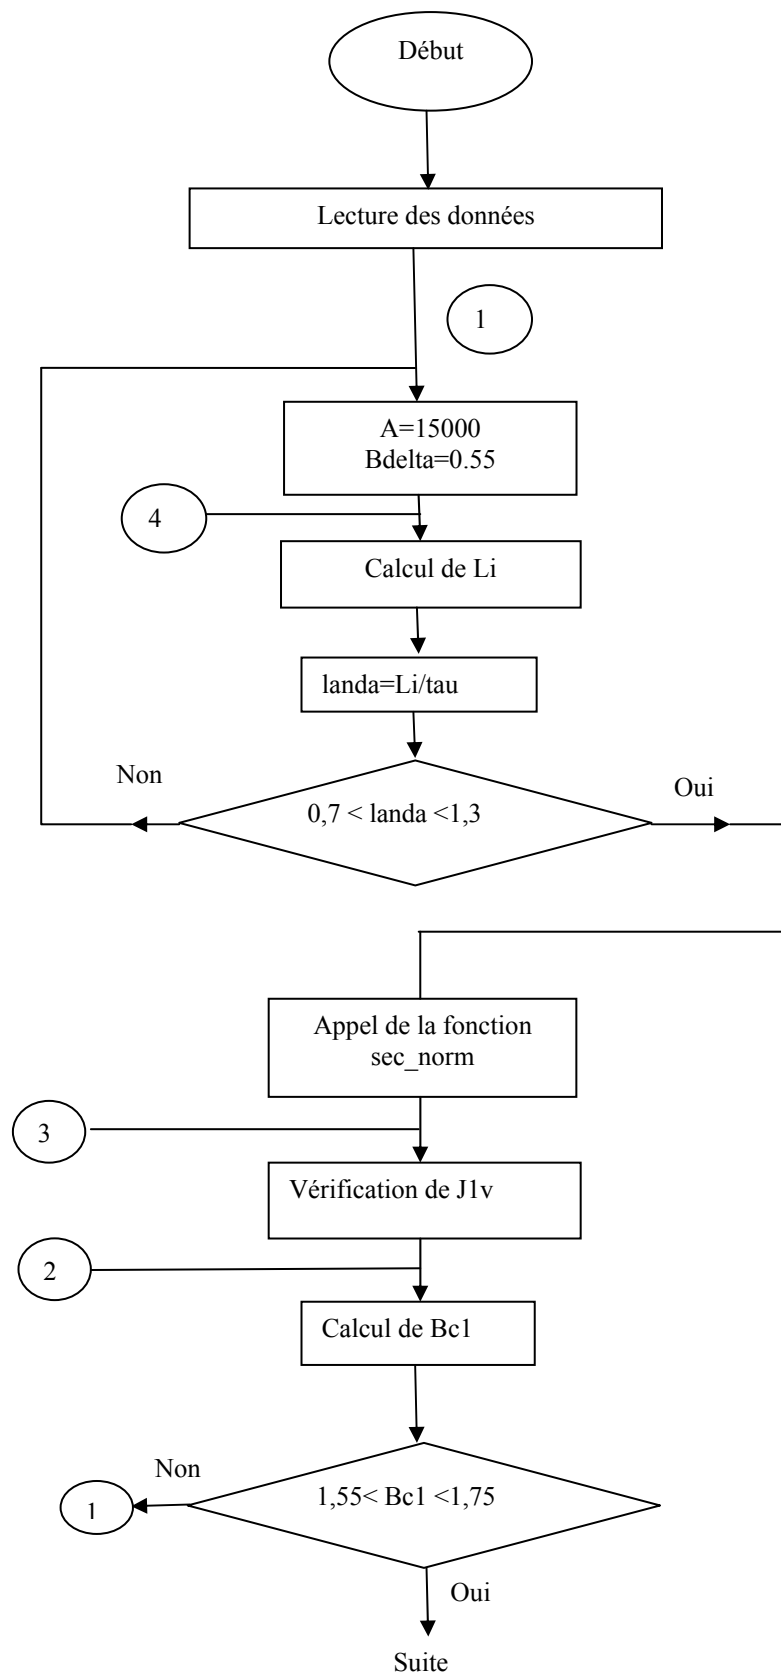 Début
Lecture des données
1
A=15000
Bdelta=0.55
4
Calcul de Li
landa=Li/tau
Non
Oui
0,7 < landa <1,3
Appel de la fonction
sec_norm
3
Vérification de J1v
2
Calcul de Bc1
Non
1,55< Bc1 <1,75
1
Oui
Suite